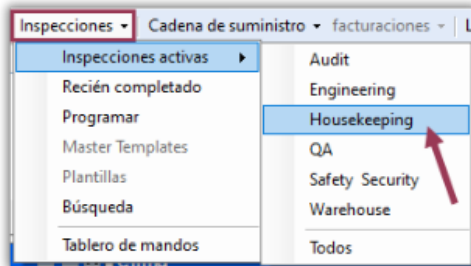 Inspecciones Cadena de suministro facturaciones
Inspecciones activas
Recién completado
Programar
Master Templates
Plantillas
Búsqueda
Tablero de mandos
Audit
Engineering
Housekeeping
QA
Safety Security
Warehouse
Todos